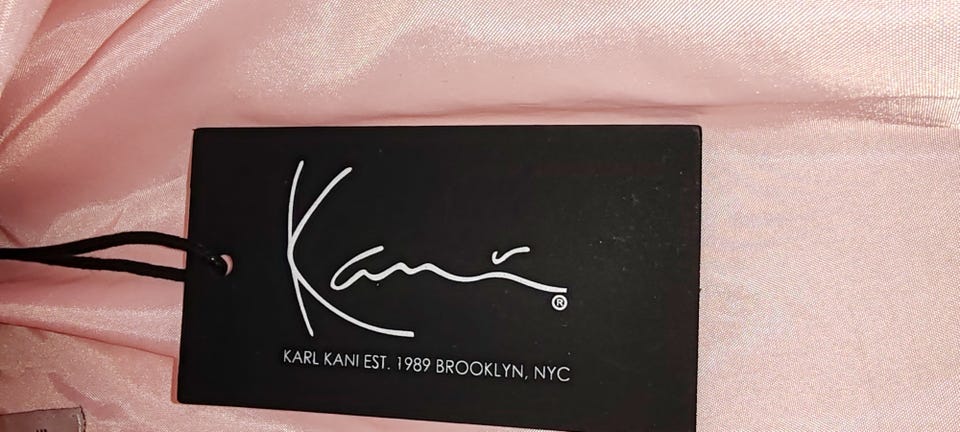 Kani
®
KARL KANI EST. 1989 BROOKLYN, NYC